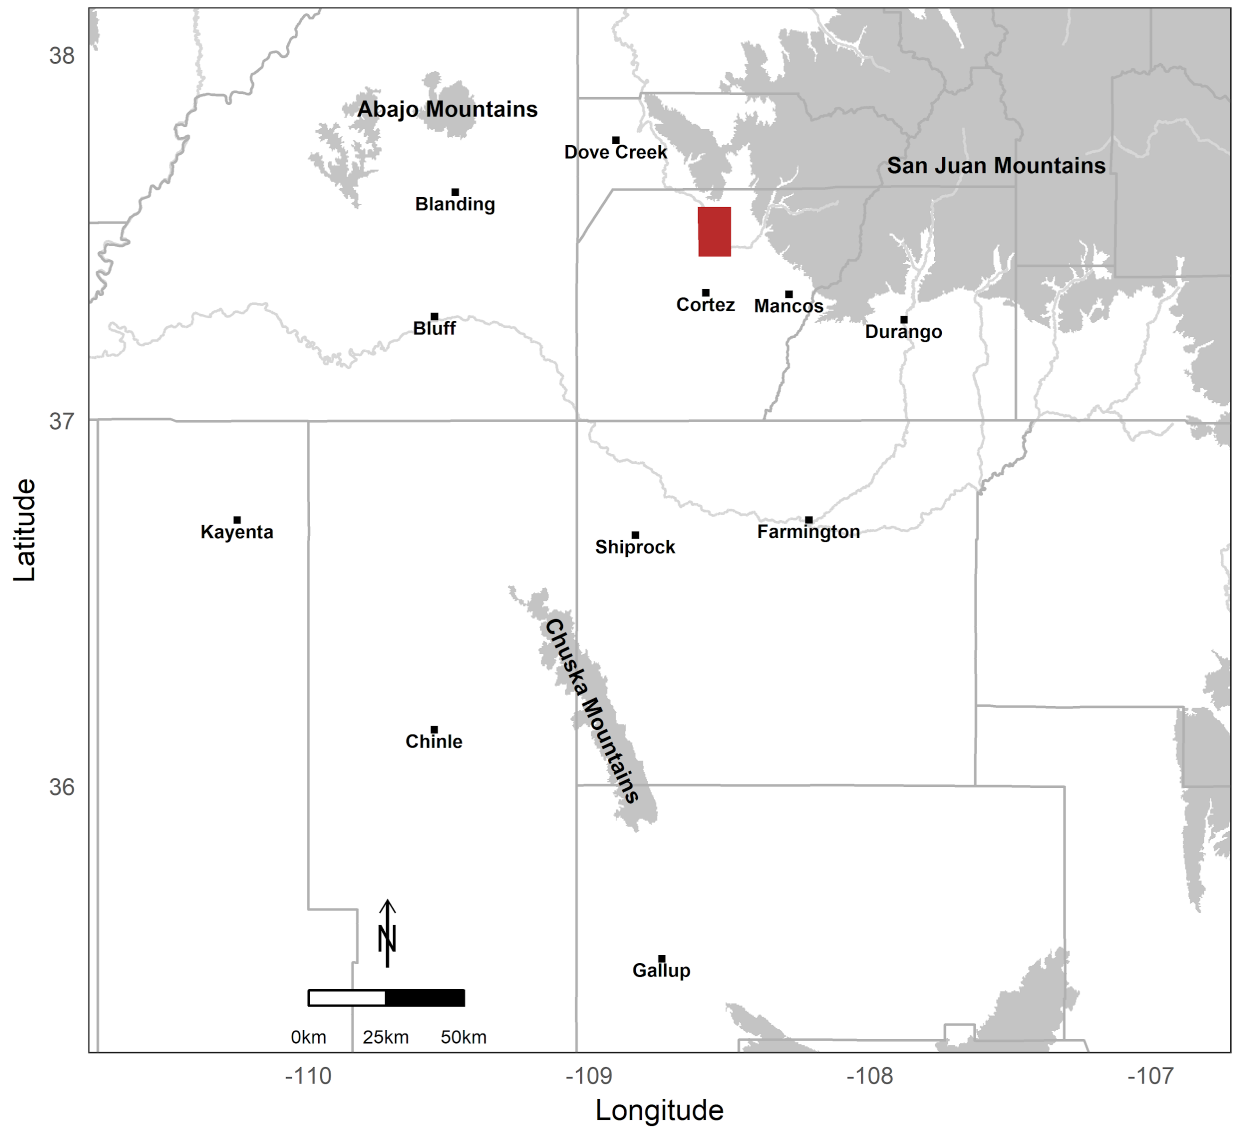 38
Abajo Mountains
Dove Creek
San Juan Mountains
Blanding
Cortez
Mancos
Bluff
Durango
37
Latitude
Kayenta
Shiprock
Farmington
Chuska Mountains
Chinle
36
N
Gallup
0km 25km 50km
-110 -109 -108 -107
Longitude